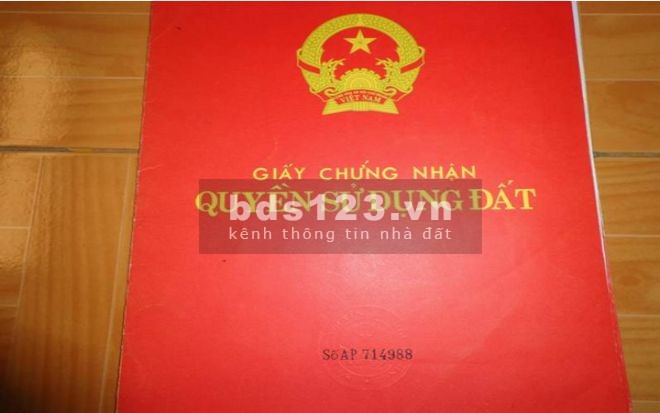 VIỆT NAM
GIẤY CHỨNG NHẬN
QUYỀN SỬ DỤNG ĐẤT
bds123.vn
kênh thông tin nhà đất
Số AP 714988